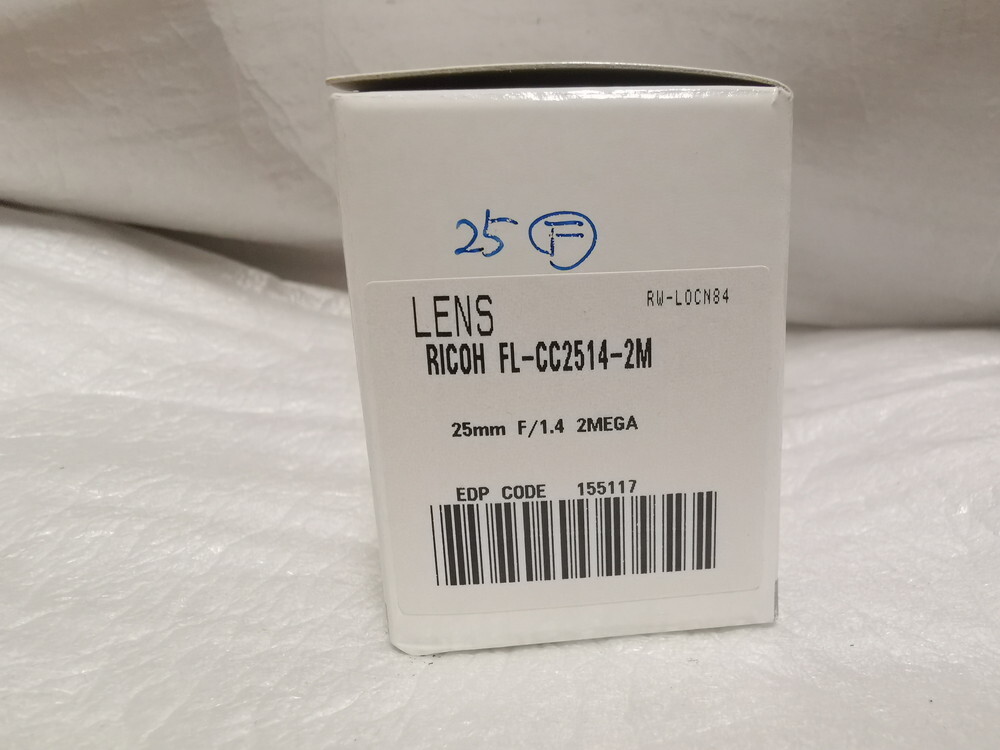 25 F
RW-LOCN84
LENS
RICOH FL-CC2514-2M
25mm F/1.4 2MEGA
EDP CODE 155117